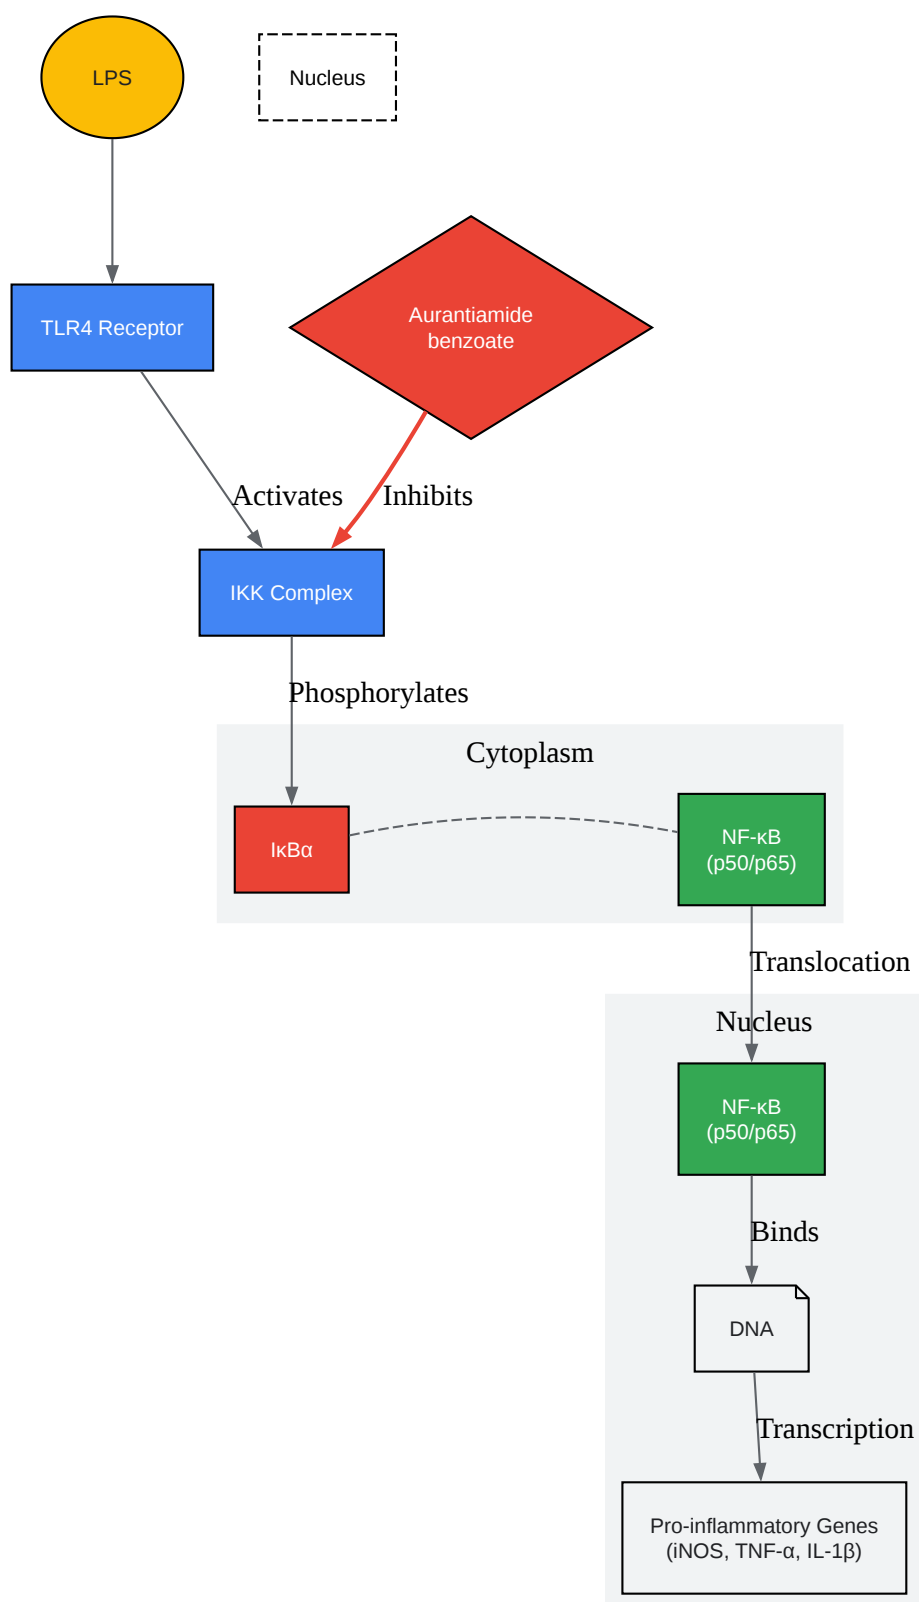 LPS
Nucleus
Aurantiamide
benzoate
TLR4 Receptor
Activates
Inhibits
IKK Complex
Phosphorylates
Cytoplasm
IκBα
NF-κB
(p50/p65)
Translocation
Nucleus
NF-κB
(p50/p65)
Binds
DNA
Transcription
Pro-inflammatory Genes
(iNOS, TNF-α, IL-1β)